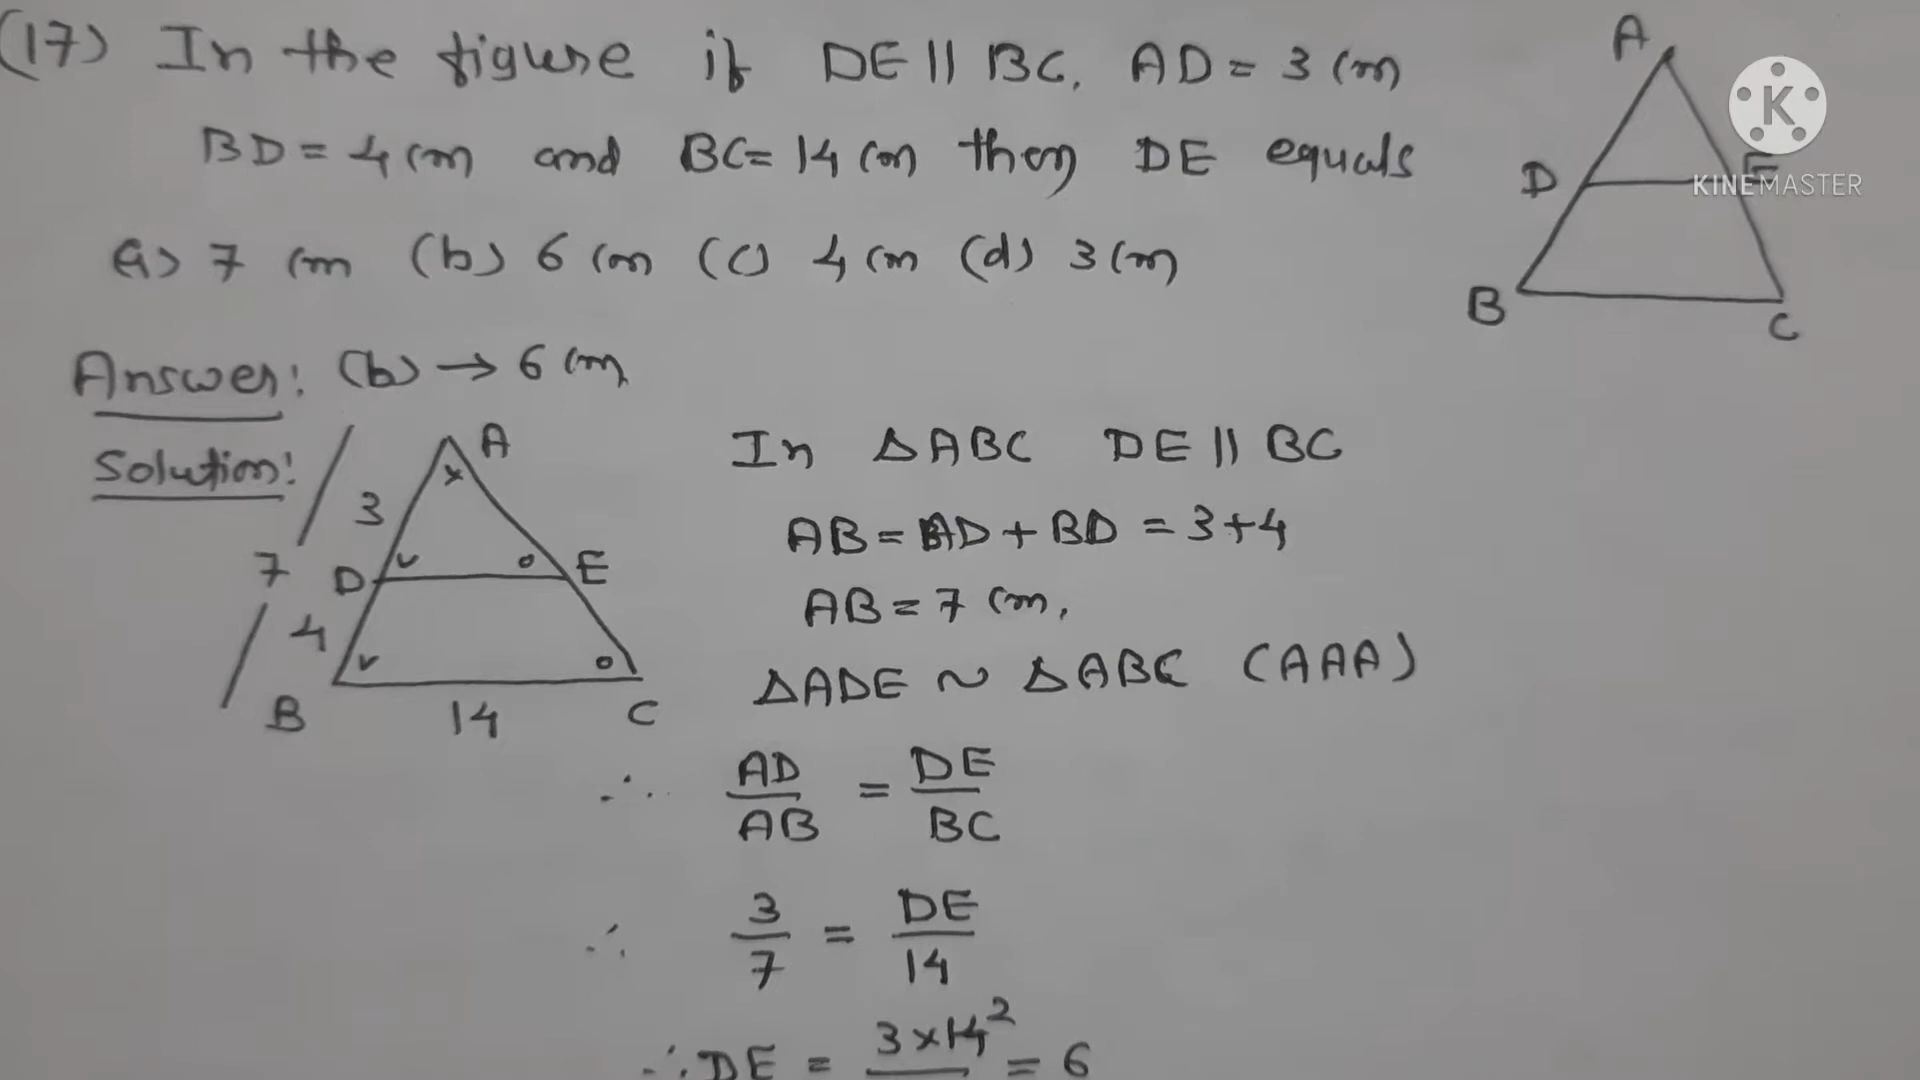 (17) In the figure if DE || BC, AD = 3 cm
BD = 4 cm and BC = 14 cm then DE equals
(a) 7 cm (b) 6 cm (c) 4 cm (d) 3 cm
A
D
E
B
C
K
KINEMASTER
Answer: (b) → 6 cm
Solution:
A
3
7
D
E
4
B
14
C
In ΔABC DE || BC
AB = AD + BD = 3+4
AB = 7 cm.
ΔADE ~ ΔABC (AAA)
∴ AD/AB = DE/BC
∴ 3/7 = DE/14
∴ DE = 3×14² = 6